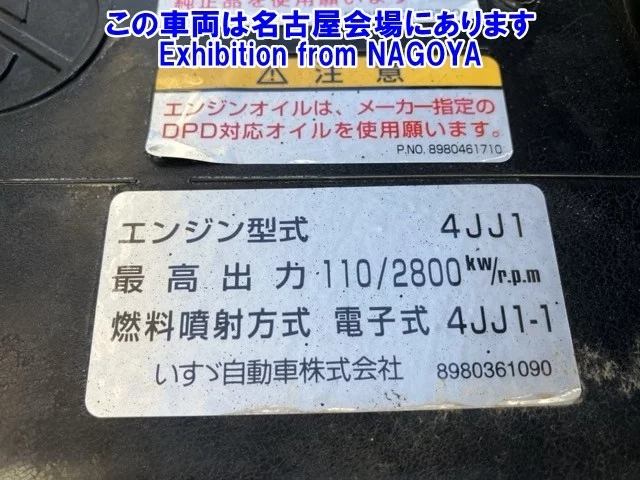 この車両は名古屋会場にあります
Exhibition from NAGOYA
注意
エンジンオイルは、メーカー指定の
DPD対応オイルを使用願います。
P.NO. 8980461710
エンジン型式 4JJ1
最高出力 110/2800 kw/r.p.m
燃料噴射方式 電子式 4JJ1-1
いすゞ自動車株式会社 8980361090